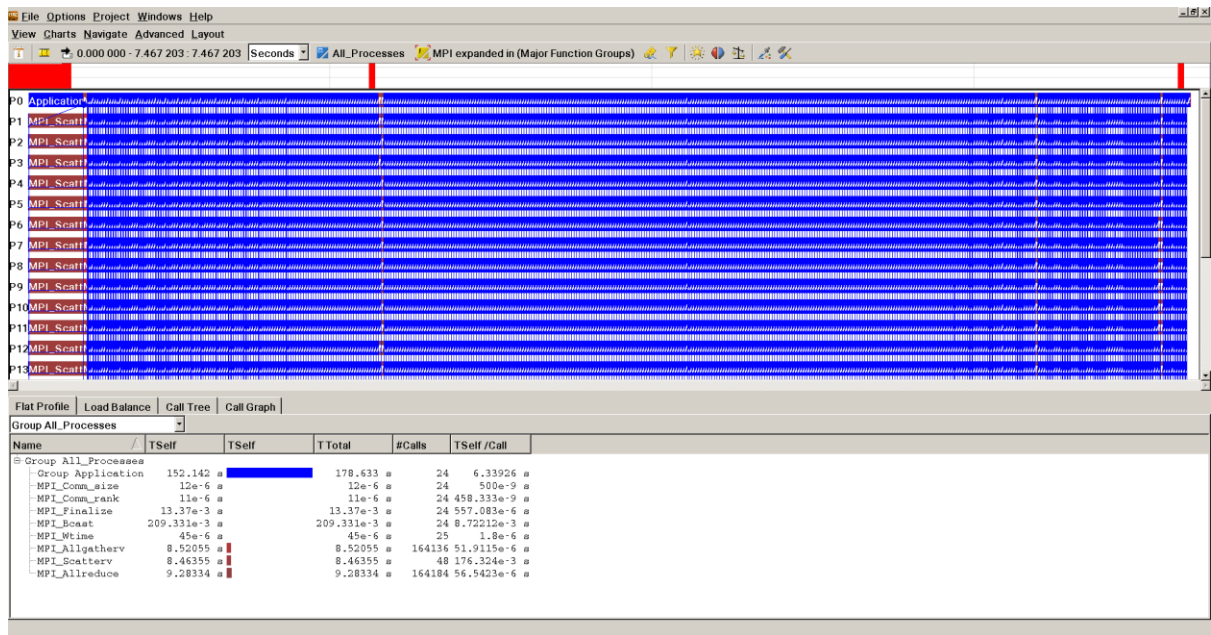 File Options Project Windows Help
View Charts Navigate Advanced Layout
0.000 000 - 7.467 203 : 7.467 203 Seconds All_Processes MPI expanded in (Major Function Groups)
P0 Application
P1 MPI_Scatt
P2 MPI_Scatt
P3 MPI_Scatt
P4 MPI_Scatt
P5 MPI_Scatt
P6 MPI_Scatt
P7 MPI_Scatt
P8 MPI_Scatt
P9 MPI_Scatt
P10 MPI_Scatt
P11 MPI_Scatt
P12 MPI_Scatt
P13 MPI_Scatt
Flat Profile Load Balance Call Tree Call Graph
Group All_Processes
Name TSelf TSelf TTotal #Calls TSelf /Call
Group All_Processes
Group Application 152.142 s 178.633 s 24 6.33926 s
MPI_Comm_size 12e-6 s 12e-6 s 24 500e-9 s
MPI_Comm_rank 11e-6 s 11e-6 s 24 458.333e-9 s
MPI_Finalize 13.37e-3 s 13.37e-3 s 24 557.083e-6 s
MPI_Bcast 209.331e-3 s 209.331e-3 s 24 8.72212e-3 s
MPI_Wtime 45e-6 s 45e-6 s 25 1.8e-6 s
MPI_Allgatherv 8.52055 s 8.52055 s 164136 51.9115e-6 s
MPI_Scatterv 8.46355 s 8.46355 s 48 176.324e-3 s
MPI_Allreduce 9.28334 s 9.28334 s 164184 56.5423e-6 s